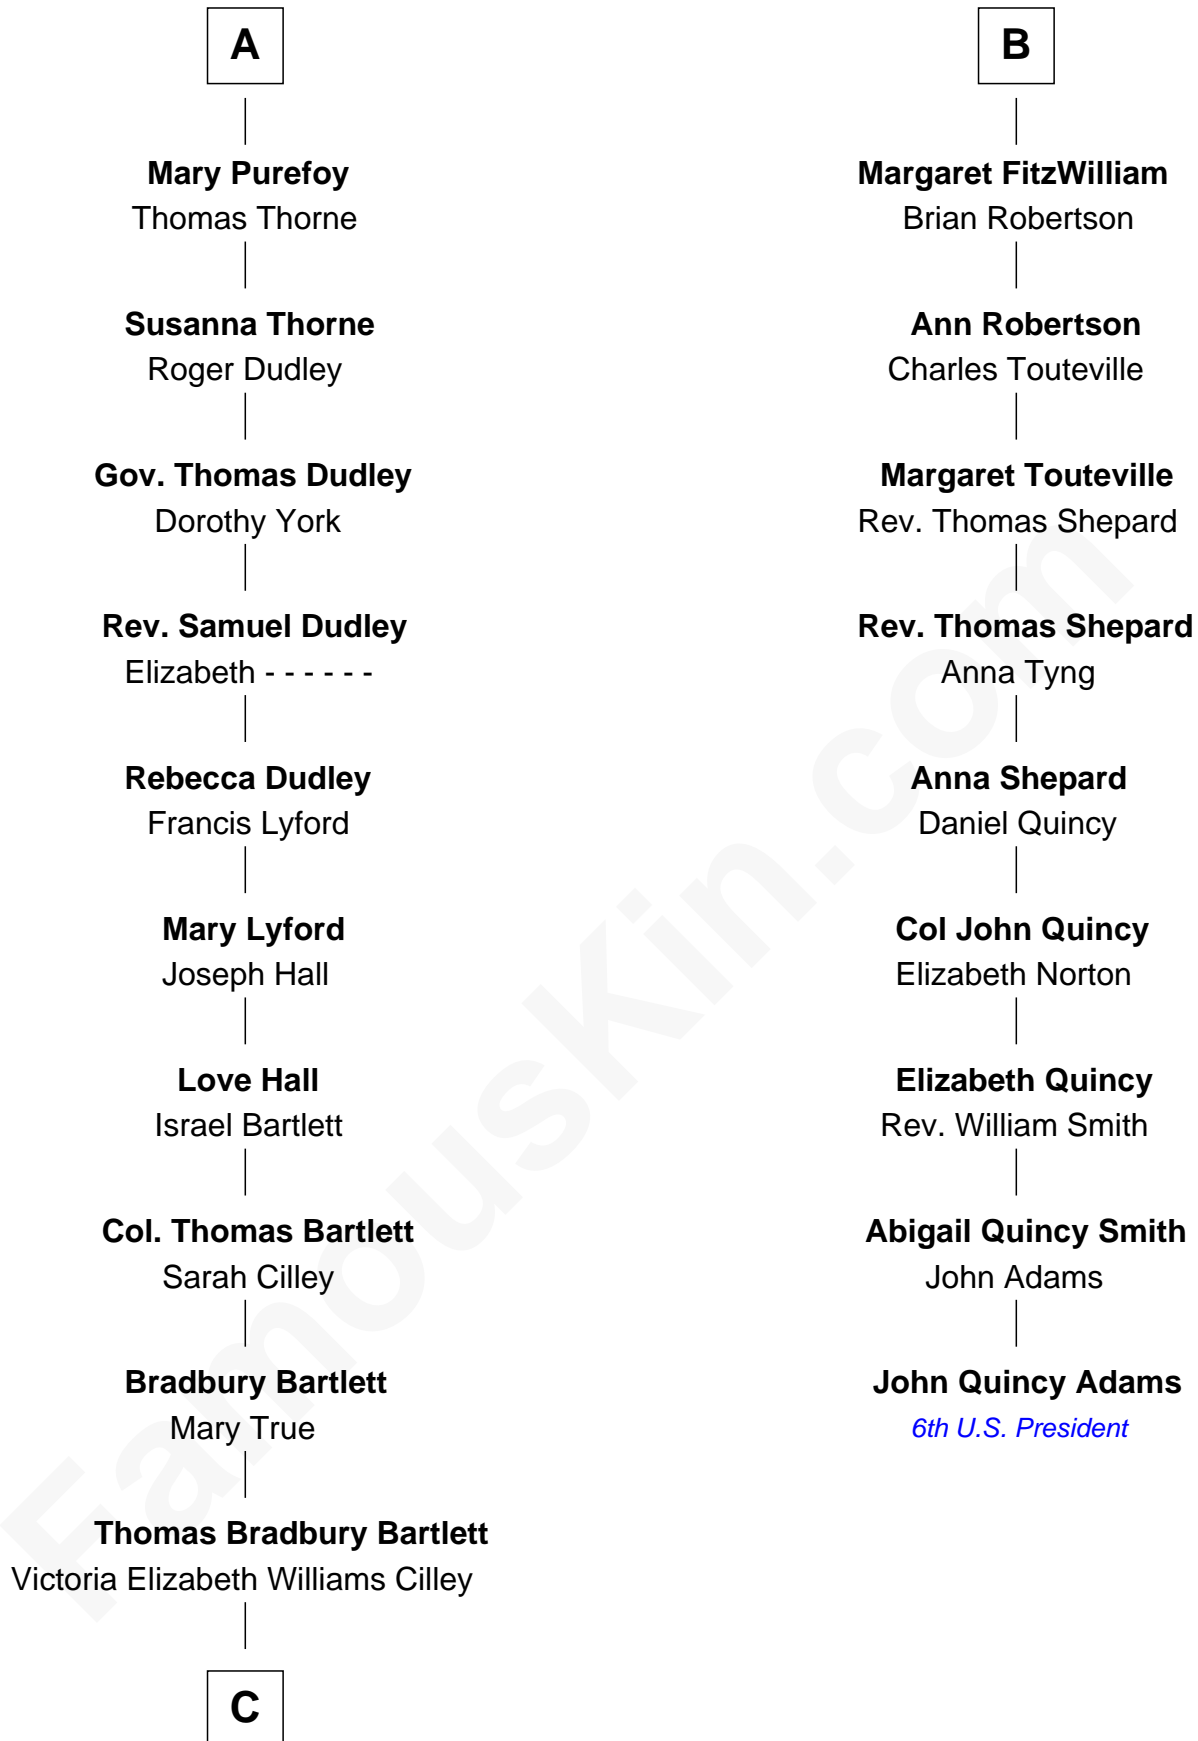 A
Mary Purefoy
Thomas Thorne
Susanna Thorne
Roger Dudley
Gov. Thomas Dudley
Dorothy York
Rev. Samuel Dudley
Elizabeth - - - - - -
Rebecca Dudley
Francis Lyford
Mary Lyford
Joseph Hall
Love Hall
Israel Bartlett
Col. Thomas Bartlett
Sarah Cilley
Bradbury Bartlett
Mary True
Thomas Bradbury Bartlett
Victoria Elizabeth Williams Cilley
C
B
Margaret FitzWilliam
Brian Robertson
Ann Robertson
Charles Touteville
Margaret Touteville
Rev. Thomas Shepard
Rev. Thomas Shepard
Anna Tyng
Anna Shepard
Daniel Quincy
Col John Quincy
Elizabeth Norton
Elizabeth Quincy
Rev. William Smith
Abigail Quincy Smith
John Adams
John Quincy Adams
6th U.S. President
FamousKin.com